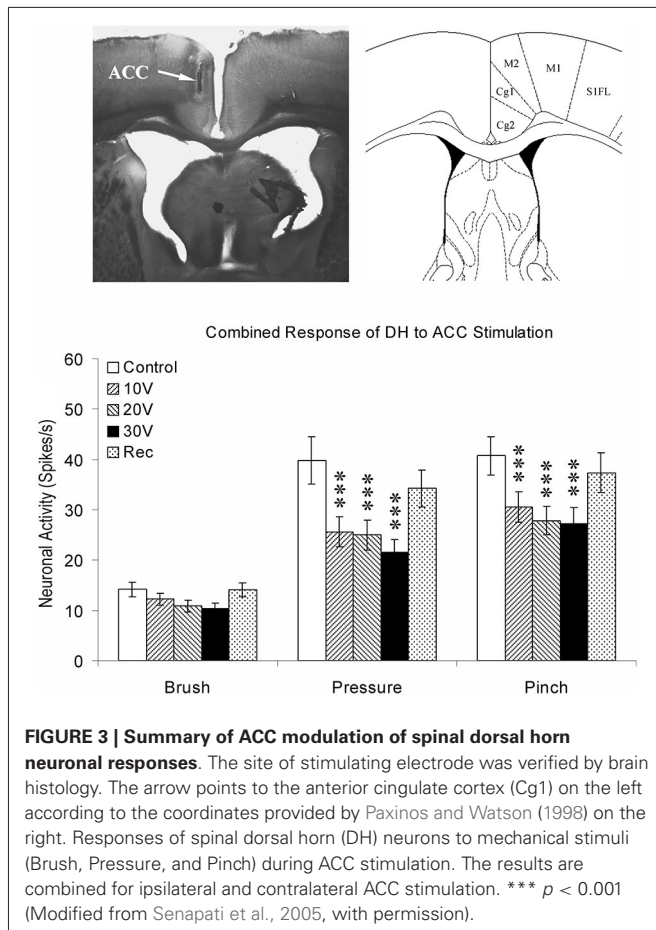 ACC
M2
M1
Cg1
S1FL
Cg2
Combined Response of DH to ACC Stimulation
Neuronal Activity (Spikes/s)
60
50
40
30
20
10
0
Control
10V
20V
30V
Rec
***
***
***
***
***
***
Brush
Pressure
Pinch
FIGURE 3 | Summary of ACC modulation of spinal dorsal horn
neuronal responses. The site of stimulating electrode was verified by brain
histology. The arrow points to the anterior cingulate cortex (Cg1) on the left
according to the coordinates provided by Paxinos and Watson (1998) on the
right. Responses of spinal dorsal horn (DH) neurons to mechanical stimuli
(Brush, Pressure, and Pinch) during ACC stimulation. The results are
combined for ipsilateral and contralateral ACC stimulation. *** p < 0.001
(Modified from Senapati et al., 2005, with permission).